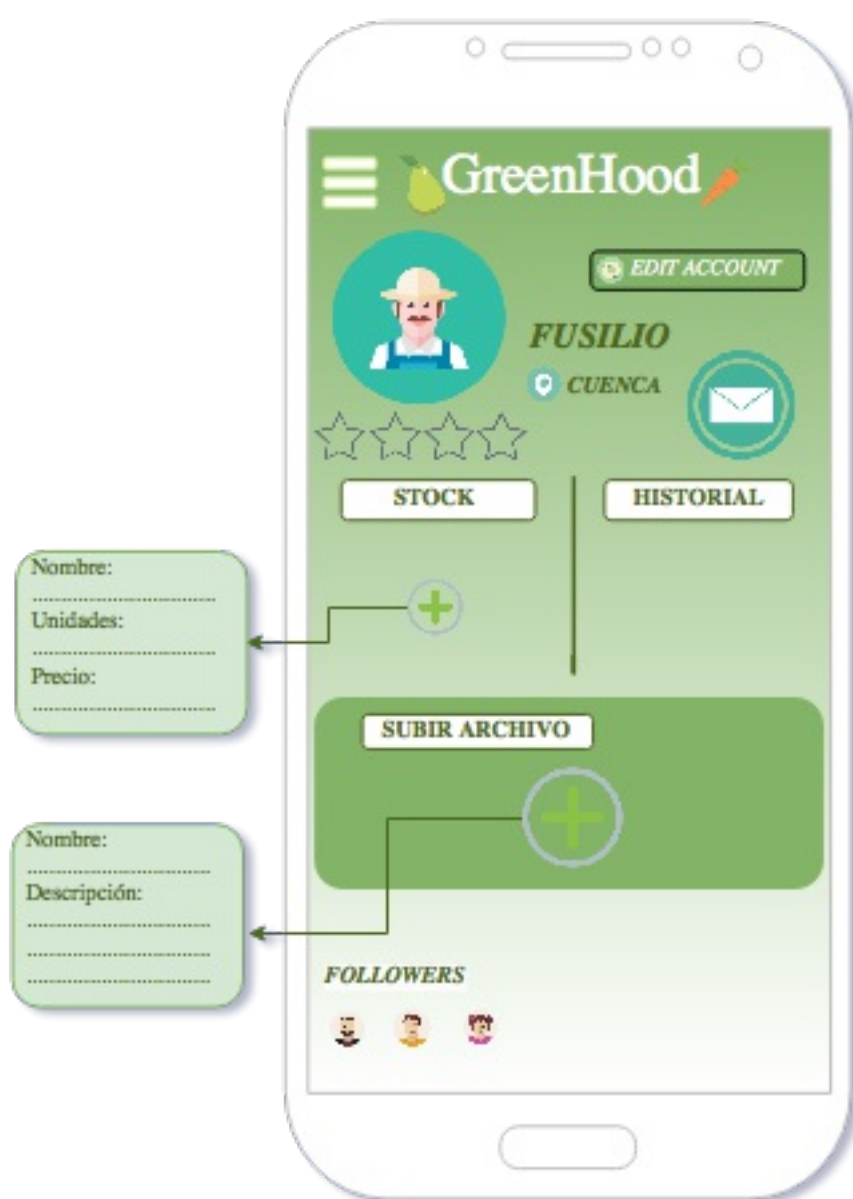 GreenHood
EDIT ACCOUNT
FUSILIO
CUENCA
STOCK
HISTORIAL
Nombre:
Unidades:
Precio:
SUBIR ARCHIVO
Nombre:
Descripción:
FOLLOWERS